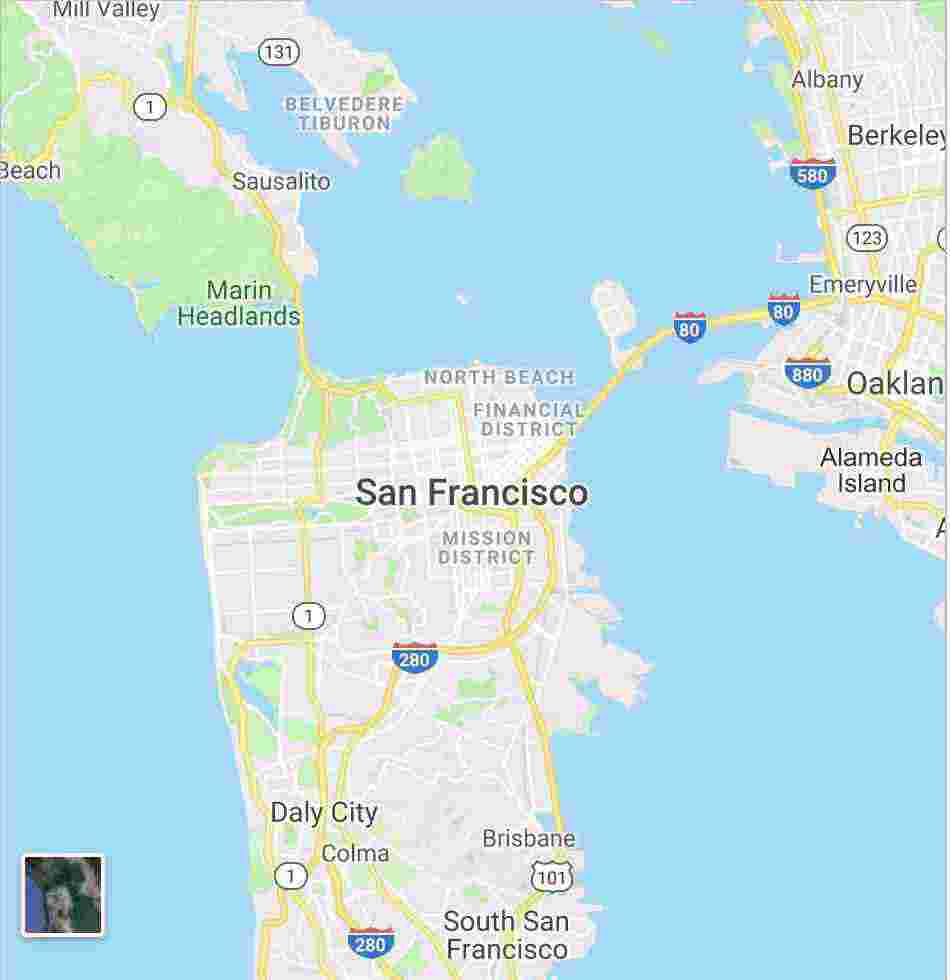 Mill Valley
131
Albany
1
BELVEDERE
TIBURON
Berkeley
Beach
580
Sausalito
123
Emeryville
Marin
Headlands
80
80
880
NORTH BEACH
Oaklan
FINANCIAL
DISTRICT
Alameda
Island
San Francisco
A
MISSION
DISTRICT
1
280
Daly City
Brisbane
Colma
1
101
South San
Francisco
280